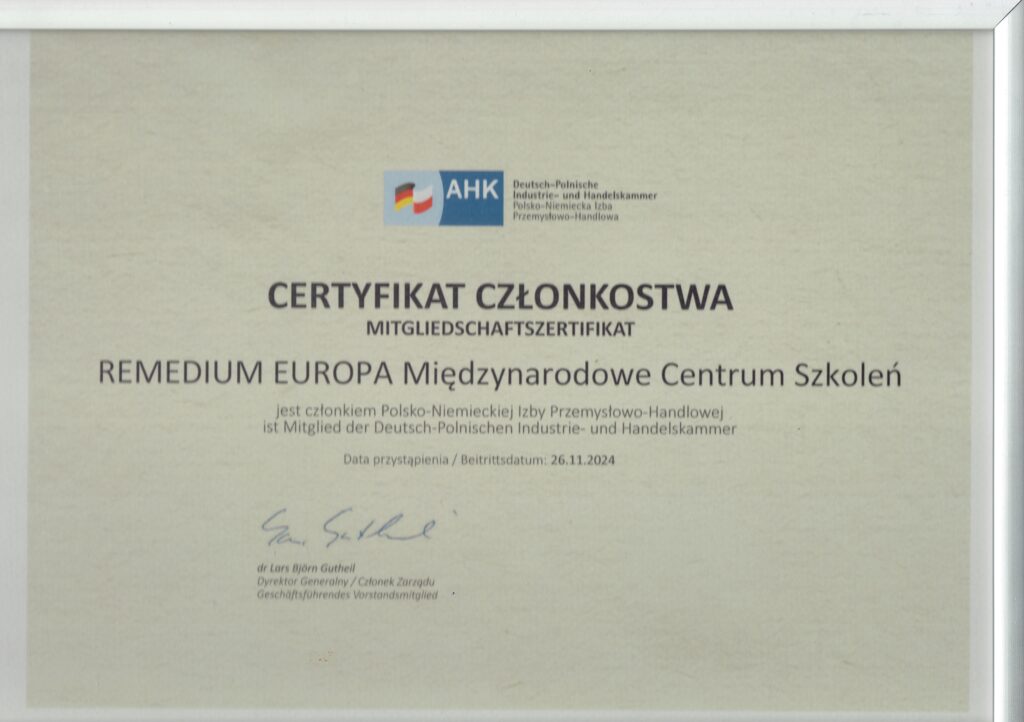 AHK
Deutsch-Polnische
Industrie- und Handelskammer
Polsko-Niemiecka Izba
Przemysłowo-Handlowa
CERTYFIKAT CZŁONKOSTWA
MITGLIEDSCHAFTSZERTIFIKAT
REMEDIUM EUROPA Międzynarodowe Centrum Szkoleń
jest członkiem Polsko-Niemieckiej Izby Przemysłowo-Handlowej
ist Mitglied der Deutsch-Polnischen Industrie- und Handelskammer
Data przystąpienia / Beitrittsdatum: 26.11.2024
dr Lars Björn Gutheil
Dyrektor Generalny / Członek Zarządu
Geschäftsführendes Vorstandsmitglied